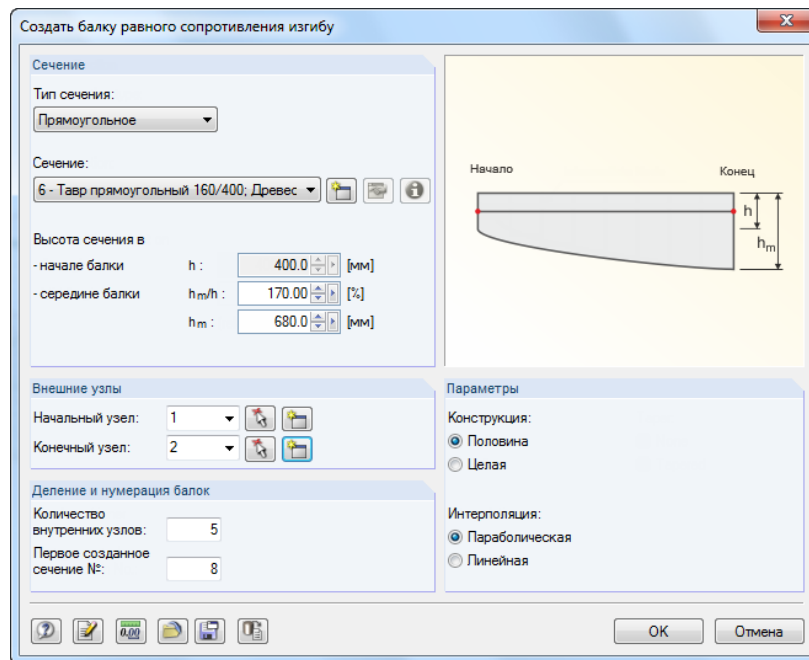 Создать балку равного сопротивления изгибу
Сечение
Тип сечения:
Прямоугольное
Сечение:
6 - Тавр прямоугольный 160/400; Древес
Высота сечения в
- начале балки h : 400.0 [мм]
- середине балки hm/h : 170.00 [%]
hm : 680.0 [мм]
Начало
Конец
h
hm
Внешние узлы
Начальный узел: 1
Конечный узел: 2
Деление и нумерация балок
Количество
внутренних узлов: 5
Первое созданное
сечение №: 8
Параметры
Конструкция:
Половина
Целая
Интерполяция:
Параболическая
Линейная
0.00
OK
Отмена